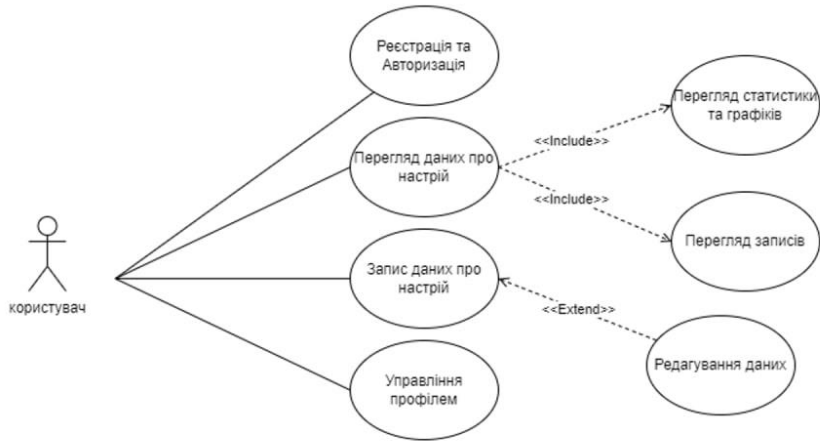 Реєстрація та
Авторизація
Перегляд статистики
та графіків
<<Include>>
Перегляд даних про
настрій
<<Include>>
Перегляд записів
Запис даних про
настрій
користувач
<<Extend>>
Редагування даних
Управління
профілем